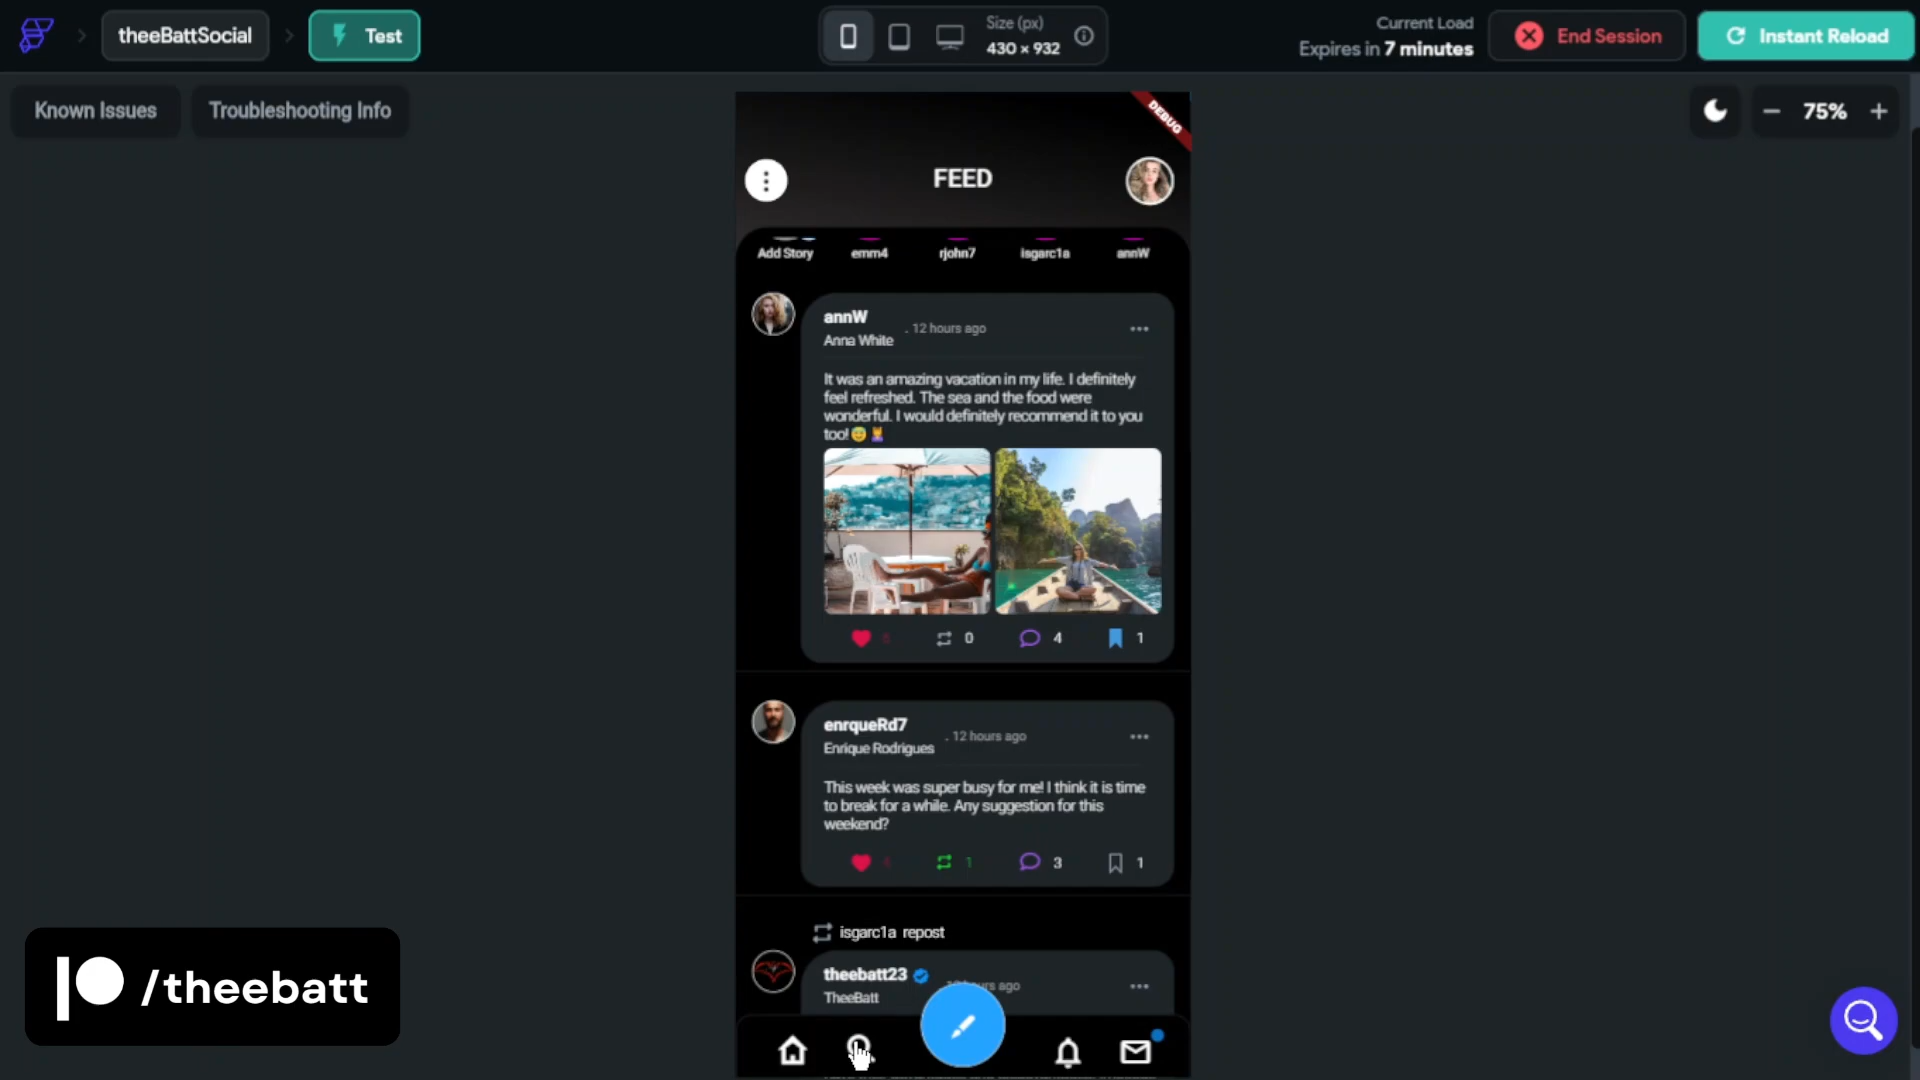 theeBattSocial
Test
Size (px)
430 × 932
Current Load
Expires in 7 minutes
End Session
Instant Reload
Known Issues
Troubleshooting Info
75%
DEBUG
FEED
Add Story
emm4
rjohn7
isgarc1a
annW
annW
. 12 hours ago
Anna White
It was an amazing vacation in my life. I definitely
feel refreshed. The sea and the food were
wonderful. I would definitely recommend it to you
too!😇💆
0
4
1
enrqueRd7
. 12 hours ago
Enrique Rodrigues
This week was super busy for me! I think it is time
to break for a while. Any suggestion for this
weekend?
1
3
1
isgarc1a repost
theebatt23
ours ago
TheeBatt
/theebatt